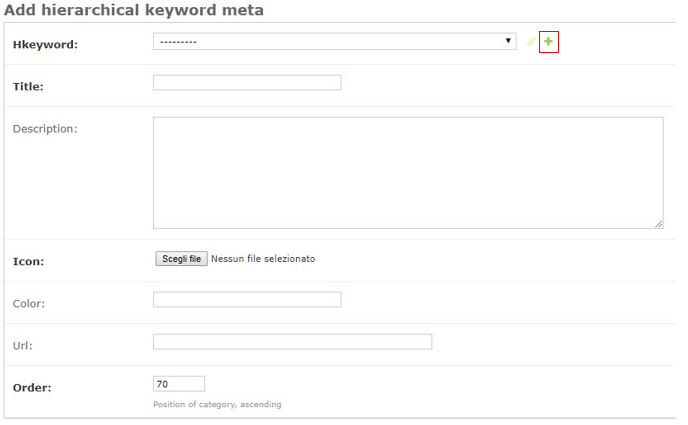 Add hierarchical keyword meta
Hkeyword: ---------
Title:
Description:
Icon: Scegli file Nessun file selezionato
Color:
Url:
Order: 70
Position of category, ascending